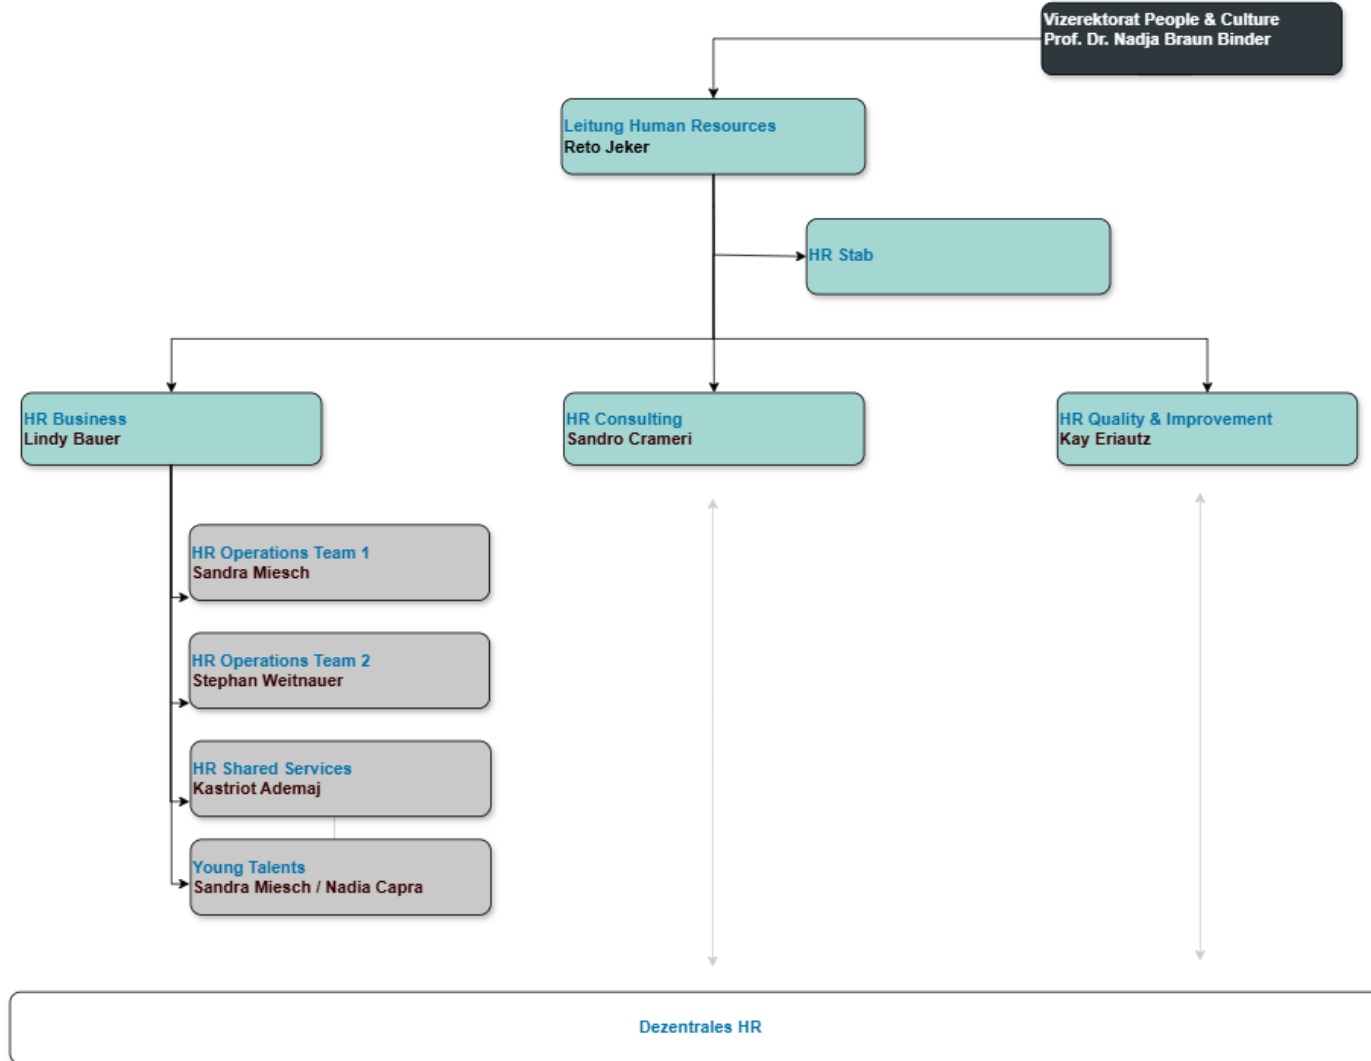 Vizerektorat People & Culture
Prof. Dr. Nadja Braun Binder
Leitung Human Resources
Reto Jeker
HR Stab
HR Business
Lindy Bauer
HR Consulting
Sandro Crameri
HR Quality & Improvement
Kay Eriautz
HR Operations Team 1
Sandra Miesch
HR Operations Team 2
Stephan Weitnauer
HR Shared Services
Kastriot Ademaj
Young Talents
Sandra Miesch / Nadia Capra
Dezentrales HR